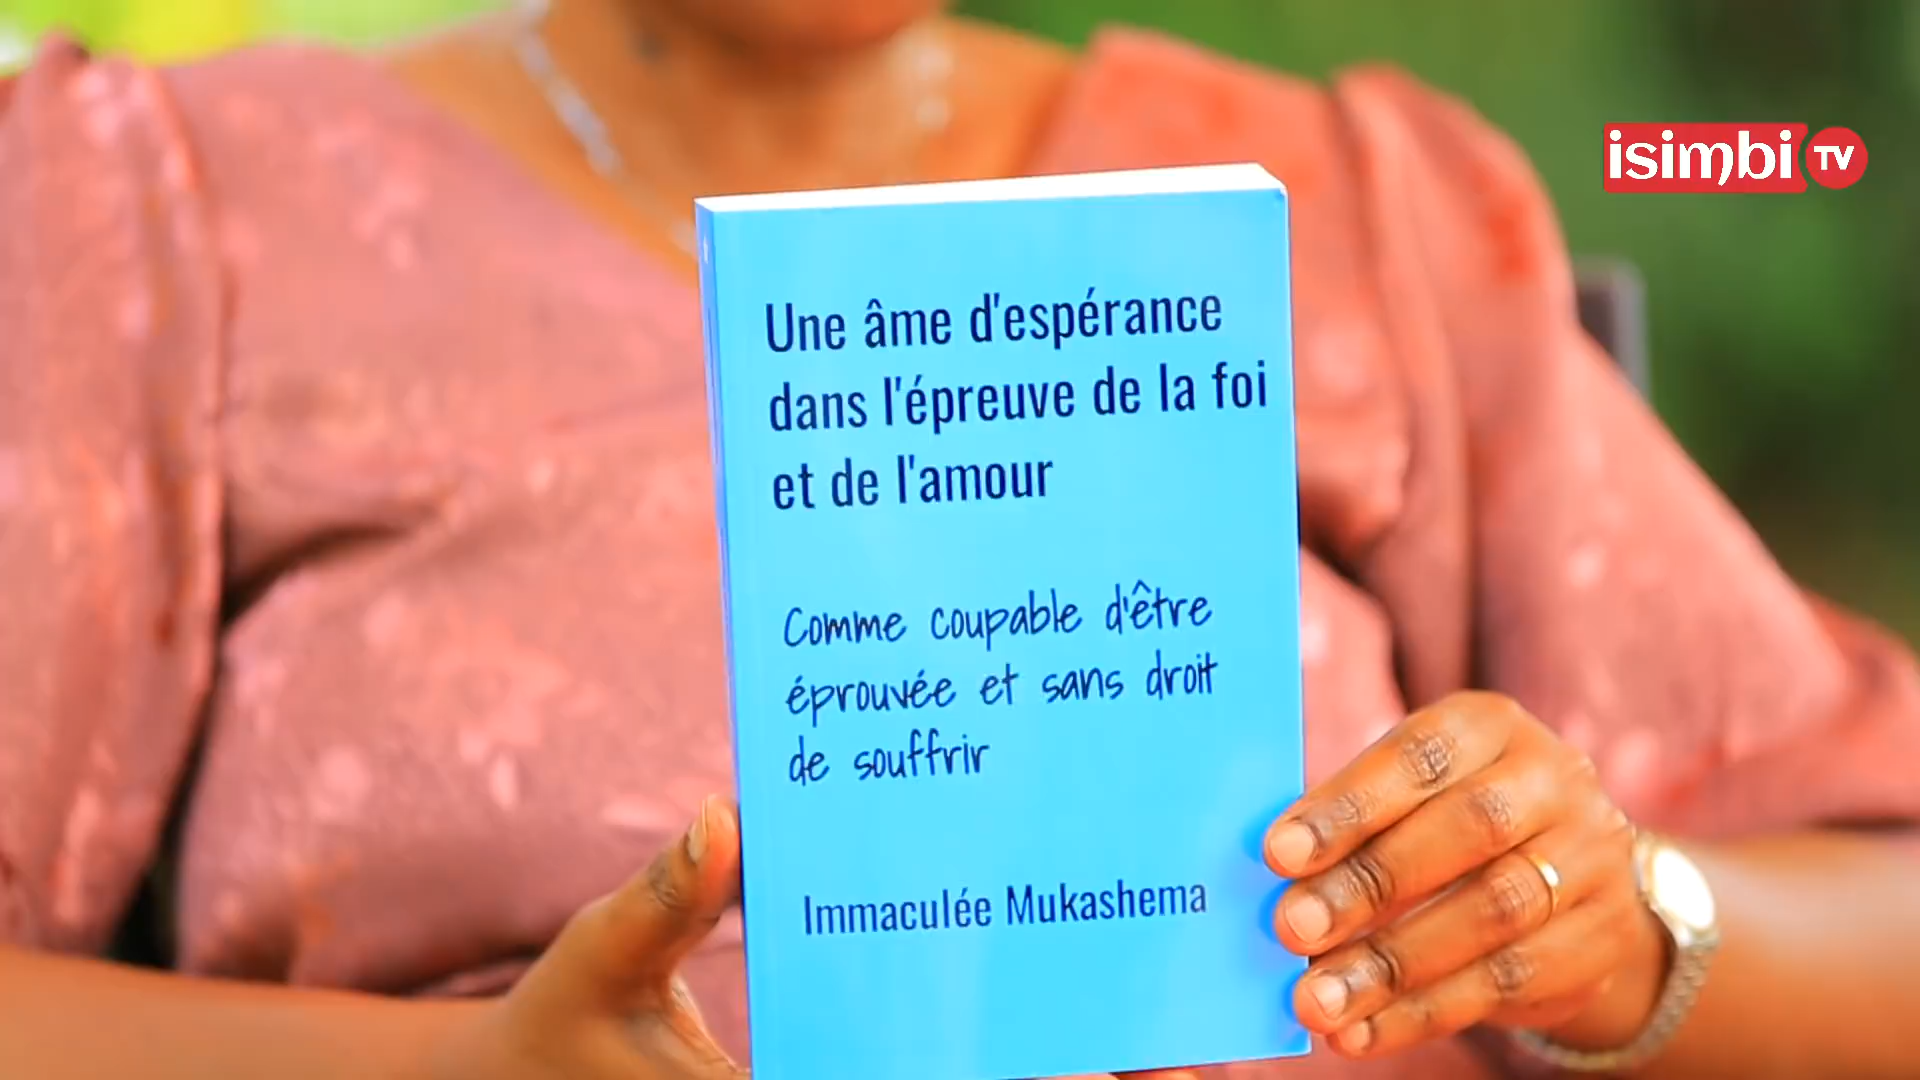 isimbi TV
Une âme d'espérance
dans l'épreuve de la foi
et de l'amour
Comme coupable d'être
éprouvée et sans droit
de souffrir
Immaculée Mukashema